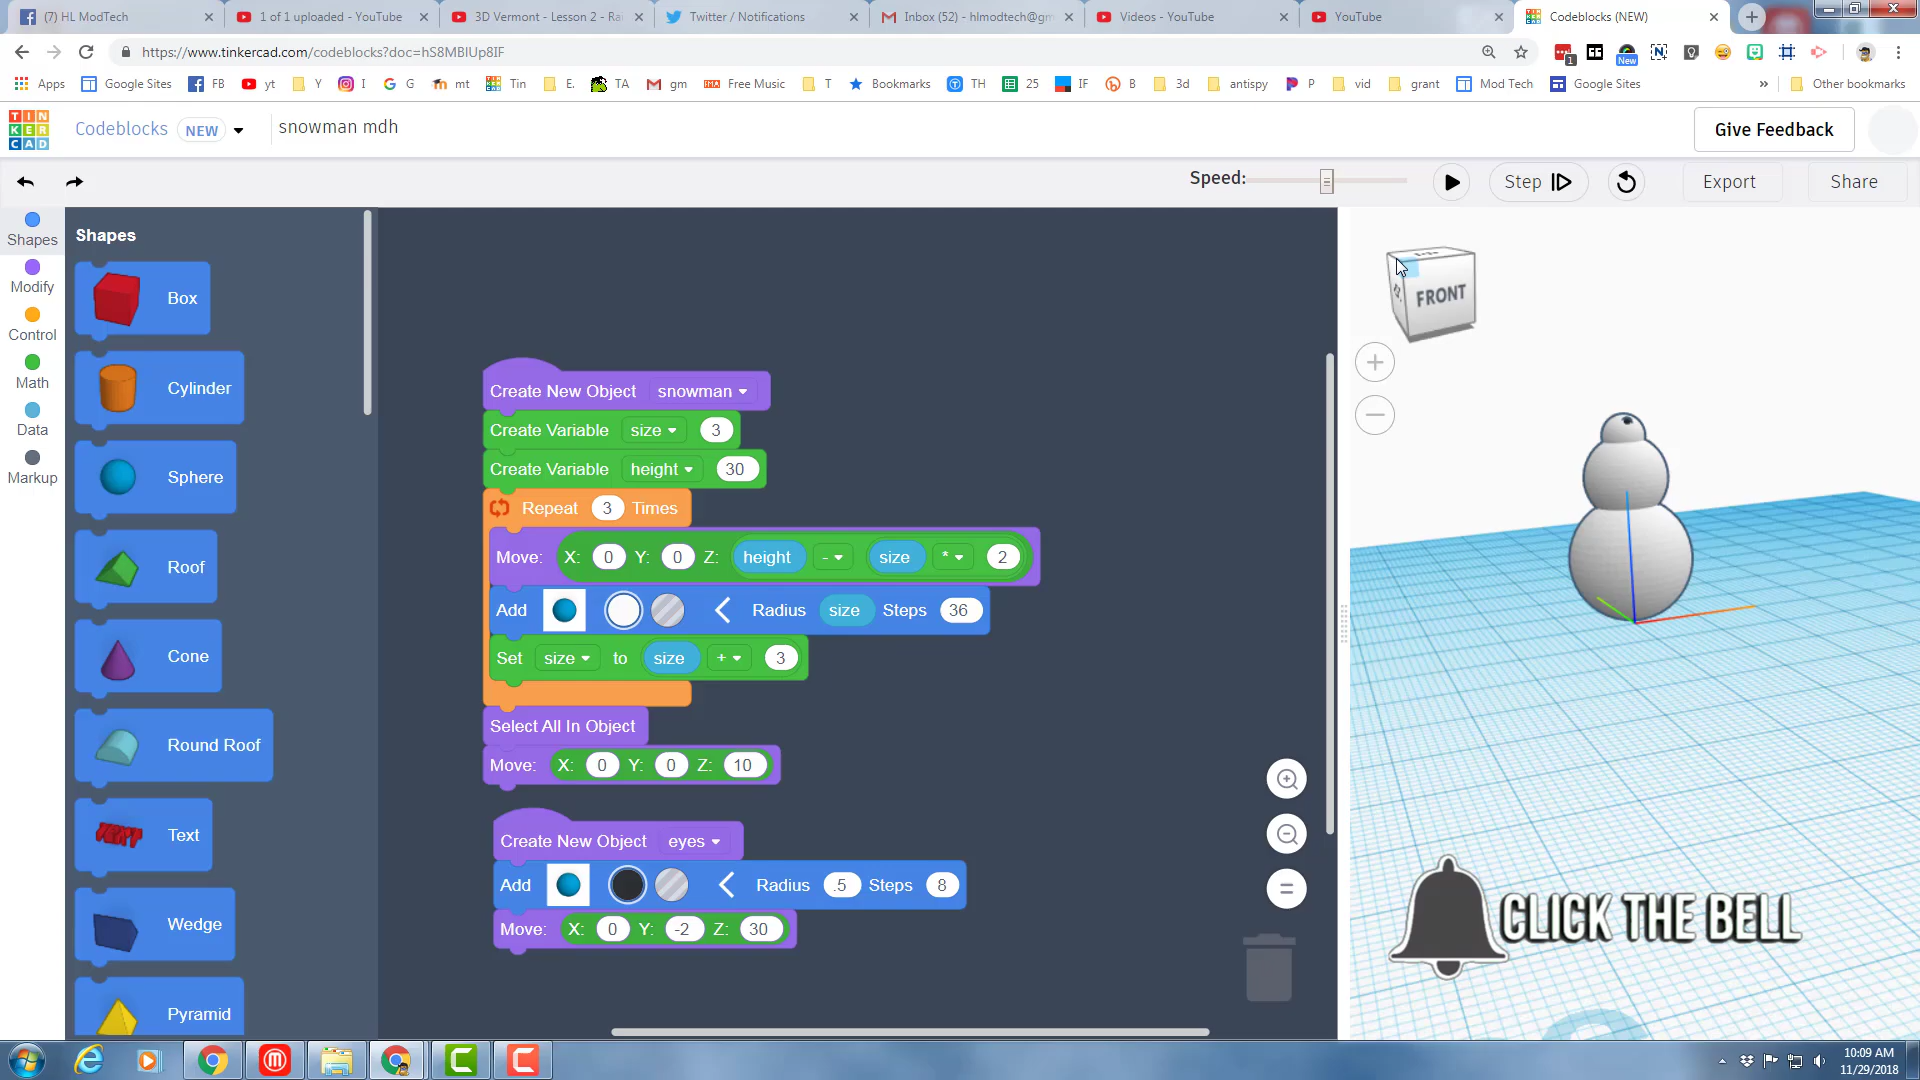 (7) HL ModTech
1 of 1 uploaded - YouTube
3D Vermont - Lesson 2 - Ra
Twitter / Notifications
Inbox (52) - hlmodtech@gm
Videos - YouTube
YouTube
Codeblocks (NEW)
https://www.tinkercad.com/codeblocks?doc=hS8MBlUp8IF
1
New
Apps
Google Sites
FB
yt
Y
I
G
mt
Tin
E.
TA
gm
FMA
Free Music
T
Bookmarks
TH
25
IF
B
3d
antispy
P
vid
grant
Mod Tech
Google Sites
»
Other bookmarks
TIN
KER
CAD
Codeblocks NEW
snowman mdh
Give Feedback
Speed:
Step
Export
Share
Shapes
Modify
Control
Math
Data
Markup
Shapes
Box
Cylinder
Sphere
Roof
Cone
Round Roof
Text
Wedge
Pyramid
Create New Object snowman
Create Variable size 3
Create Variable height 30
Repeat 3 Times
Move: X: 0 Y: 0 Z: height - size * 2
Add Radius size Steps 36
Set size to size + 3
Select All In Object
Move: X: 0 Y: 0 Z: 10
Create New Object eyes
Add Radius .5 Steps 8
Move: X: 0 Y: -2 Z: 30
FRONT
CLICK THE BELL
10:09 AM
11/29/2018